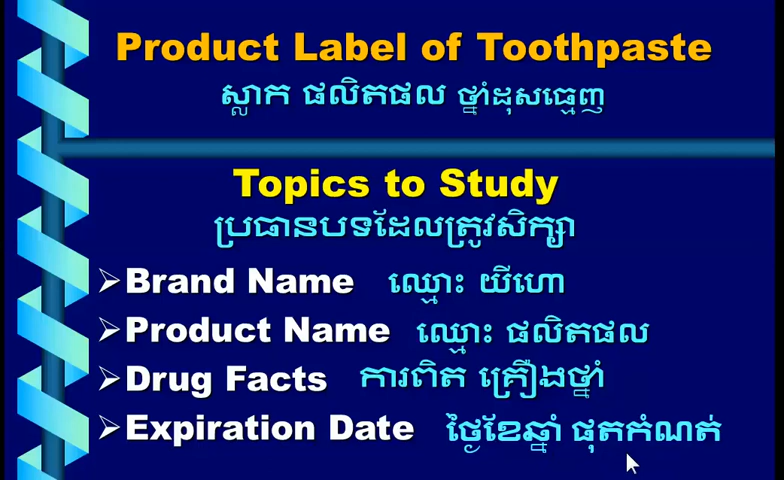 Product Label of Toothpaste
ស្លាក ផលិតផល ថ្នាំដុសធ្មេញ
Topics to Study
ប្រធានបទដែលត្រូវសិក្សា
➢Brand Name ឈ្មោះ យីហោ
➢Product Name ឈ្មោះ ផលិតផល
➢Drug Facts ការពិត គ្រឿងថ្នាំ
➢Expiration Date ថ្ងៃខែឆ្នាំ ផុតកំណត់